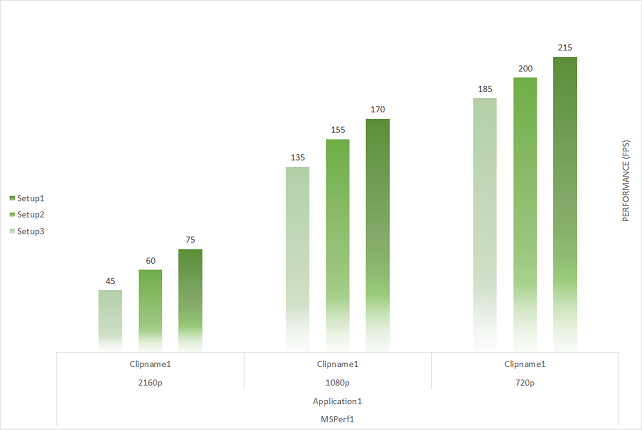 215
200
185
170
155
135
75
60
45
PERFORMANCE (FPS)
Setup1
Setup2
Setup3
Clipname1 Clipname1 Clipname1
2160p 1080p 720p
Application1
MSPerf1